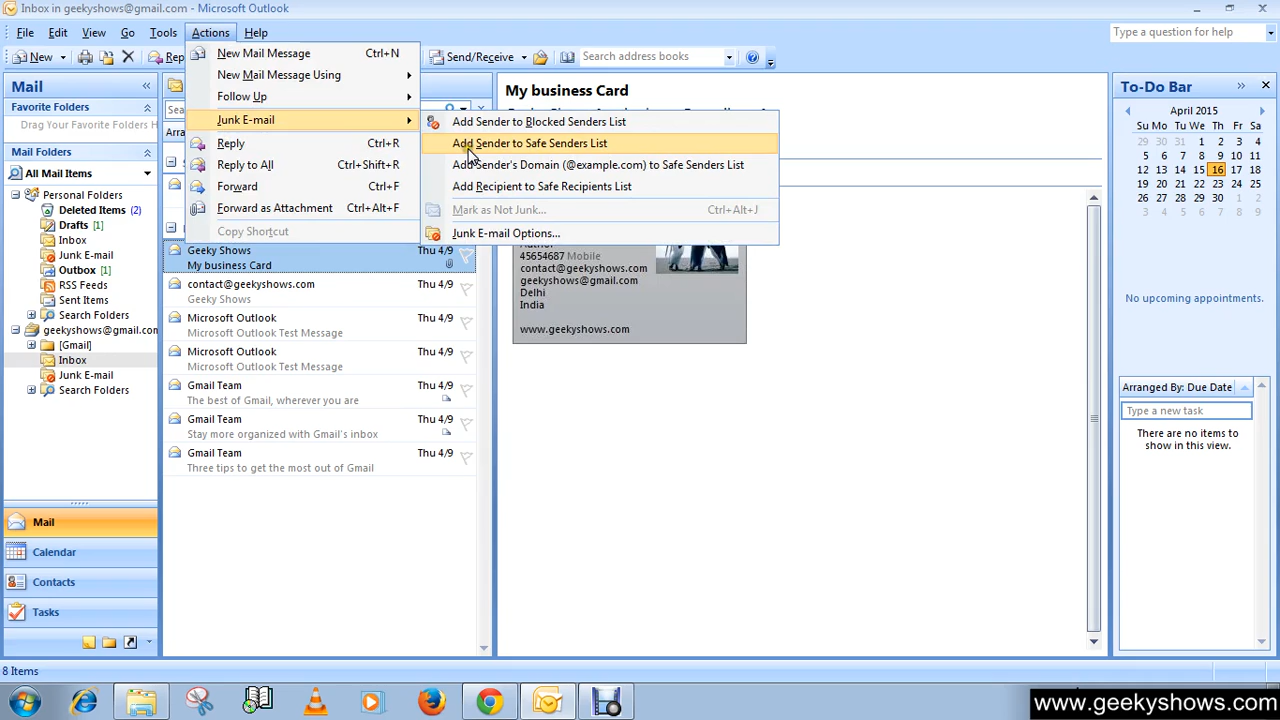 Inbox in geekyshows@gmail.com - Microsoft Outlook
File Edit View Go Tools Actions Help
Type a question for help
New
Rep
Send/Receive
Search address books
Mail «
Favorite Folders
Drag Your Favorite Folders
Mail Folders
All Mail Items
Personal Folders
Deleted Items (2)
Drafts [1]
Inbox
Junk E-mail
Outbox [1]
RSS Feeds
Sent Items
Search Folders
geekyshows@gmail.com
[Gmail]
Inbox
Junk E-mail
Search Folders
Mail
Calendar
Contacts
Tasks
8 Items
New Mail Message Ctrl+N
New Mail Message Using
Follow Up
Junk E-mail
Reply Ctrl+R
Reply to All Ctrl+Shift+R
Forward Ctrl+F
Forward as Attachment Ctrl+Alt+F
Copy Shortcut
Add Sender to Blocked Senders List
Add Sender to Safe Senders List
Add Sender's Domain (@example.com) to Safe Senders List
Add Recipient to Safe Recipients List
Mark as Not Junk... Ctrl+Alt+J
Junk E-mail Options...
Sea
Arra
Geeky Shows Thu 4/9
My business Card
contact@geekyshows.com Thu 4/9
Geeky Shows
Microsoft Outlook Thu 4/9
Microsoft Outlook Test Message
Microsoft Outlook Thu 4/9
Microsoft Outlook Test Message
Gmail Team Thu 4/9
The best of Gmail, wherever you are
Gmail Team Thu 4/9
Stay more organized with Gmail's inbox
Gmail Team Thu 4/9
Three tips to get the most out of Gmail
My business Card
45654687 Mobile
contact@geekyshows.com
geekyshows@gmail.com
Delhi
India
www.geekyshows.com
To-Do Bar »
April 2015
Su Mo Tu We Th Fr Sa
29 30 31 1 2 3 4
5 6 7 8 9 10 11
12 13 14 15 16 17 18
19 20 21 22 23 24 25
26 27 28 29 30 1 2
3 4 5 6 7 8 9
No upcoming appointments.
Arranged By: Due Date
Type a new task
There are no items to
show in this view.
www.geekyshows.com